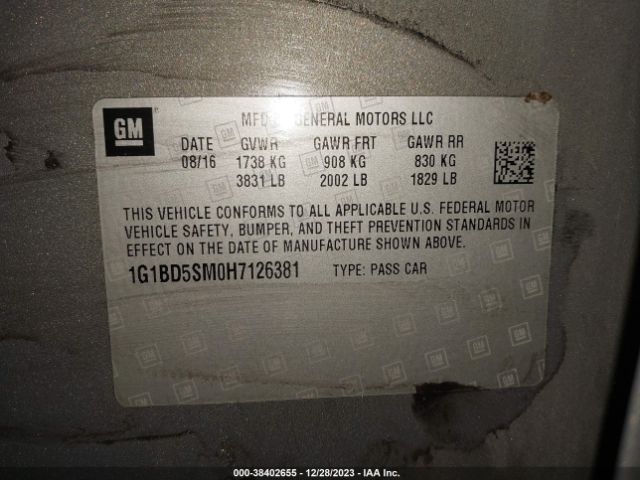 GM
MFD GENERAL MOTORS LLC
DATE GVWR GAWR FRT GAWR RR
08/16 1738 KG 908 KG 830 KG
3831 LB 2002 LB 1829 LB
THIS VEHICLE CONFORMS TO ALL APPLICABLE U.S. FEDERAL MOTOR
VEHICLE SAFETY, BUMPER, AND THEFT PREVENTION STANDARDS IN
EFFECT ON THE DATE OF MANUFACTURE SHOWN ABOVE.
1G1BD5SM0H7126381 TYPE: PASS CAR
000-38402655 - 12/28/2023 - IAA Inc.